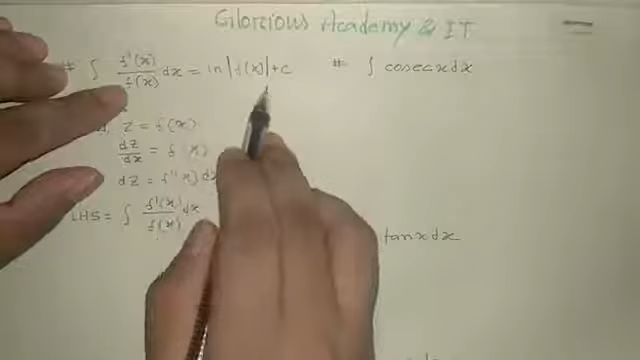 Glorious Academy & IT
# ∫ f'(x)/f(x) dx = ln |f(x)| + c
z = f(x)
dz/dx = f'(x)
dz = f'(x) dx
LHS = ∫ f'(x)/f(x) dx
# ∫ cosecx dx
tanx dx